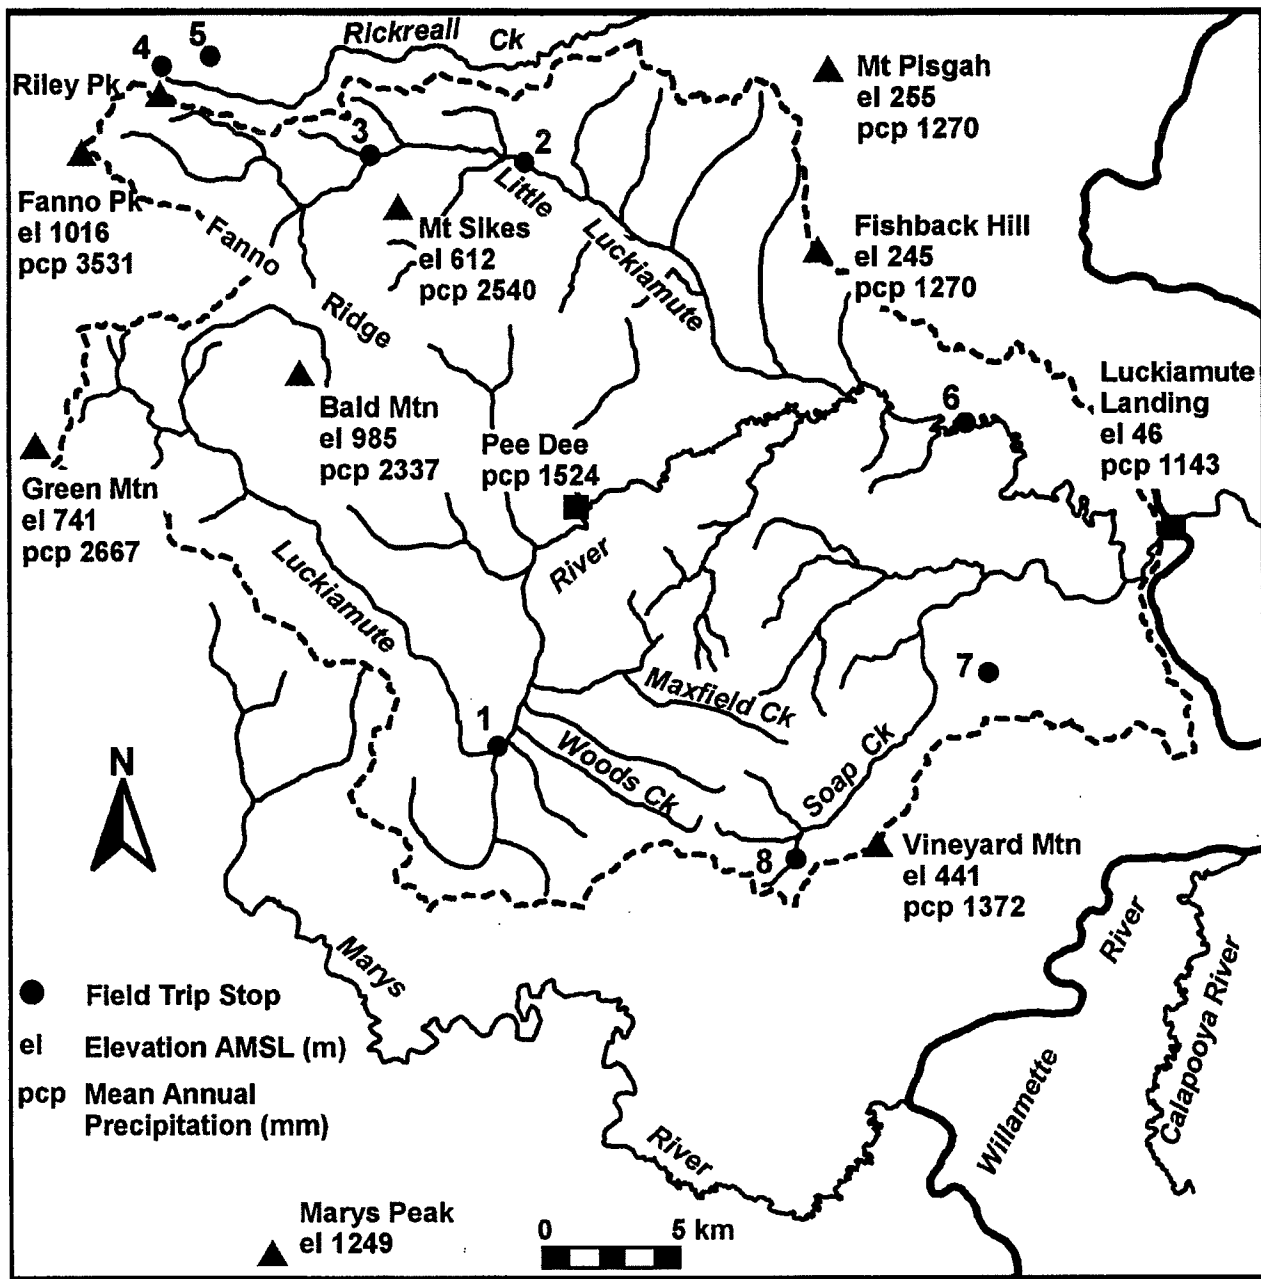 Rickreall Ck
4
5
Riley Pk
Mt Pisgah
el 255
pcp 1270
3
2
Little
Luckiamute
Fanno Pk
el 1016
pcp 3531
Fanno
Ridge
Mt Sikes
el 612
pcp 2540
Fishback Hill
el 245
pcp 1270
Luckiamute
Landing
el 46
pcp 1143
6
Bald Mtn
el 985
pcp 2337
Pee Dee
pcp 1524
Green Mtn
el 741
pcp 2667
Luckiamute
River
7
Maxfield Ck
1
Woods Ck
Soap Ck
N
8
Vineyard Mtn
el 441
pcp 1372
Marys
River
River
Willamette
Calapooya River
Field Trip Stop
el Elevation AMSL (m)
pcp Mean Annual
Precipitation (mm)
Marys Peak
el 1249
0 5 km